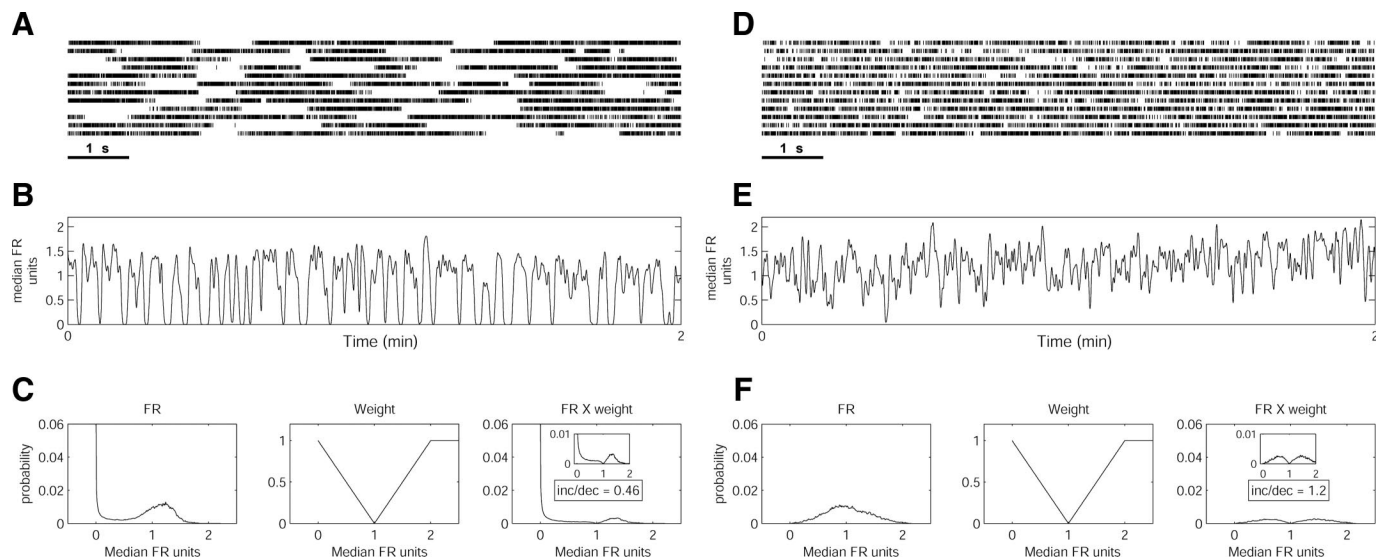 A
D
1 s
1 s
B
E
median FR
units
2
1.5
1
0.5
0
0
Time (min)
2
median FR
units
2
1.5
1
0.5
0
0
Time (min)
2
C
F
FR
probability
0.06
0.04
0.02
0
0
1
2
Median FR units
Weight
1
0.5
0
0
1
2
Median FR units
FR X weight
0.06
0.04
0.02
0
0.01
0
0
1
2
inc/dec = 0.46
0
1
2
Median FR units
FR
probability
0.06
0.04
0.02
0
0
1
2
Median FR units
Weight
1
0.5
0
0
1
2
Median FR units
FR X weight
0.06
0.04
0.02
0
0.01
0
0
1
2
inc/dec = 1.2
0
1
2
Median FR units